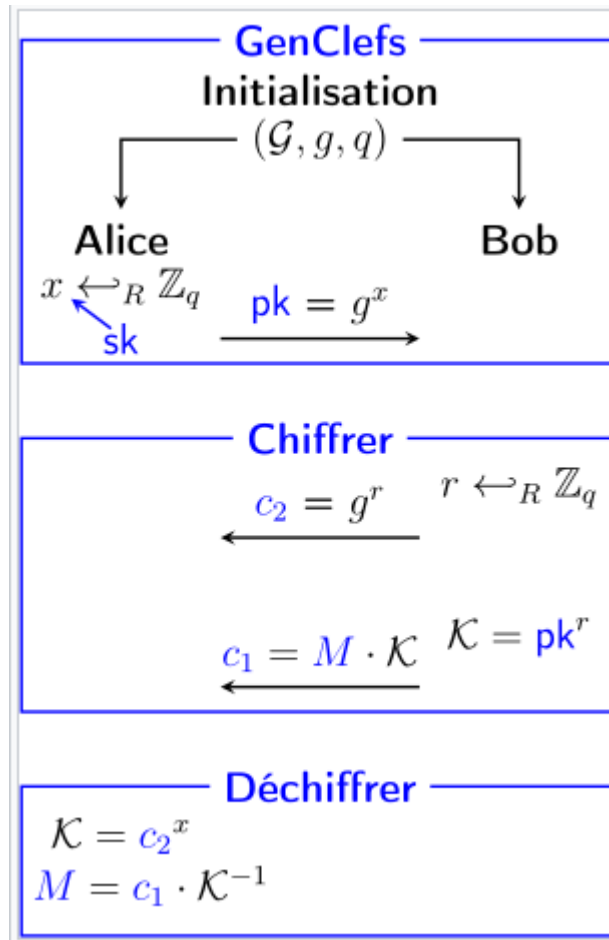 GenClefs
Initialisation
(𝒢, g, q)
Alice Bob
x ↩_R ℤ_q
pk = g^x
sk
Chiffrer
c_2 = g^r r ↩_R ℤ_q
c_1 = M · 𝒦 𝒦 = pk^r
Déchiffrer
𝒦 = c_2^x
M = c_1 · 𝒦^{-1}